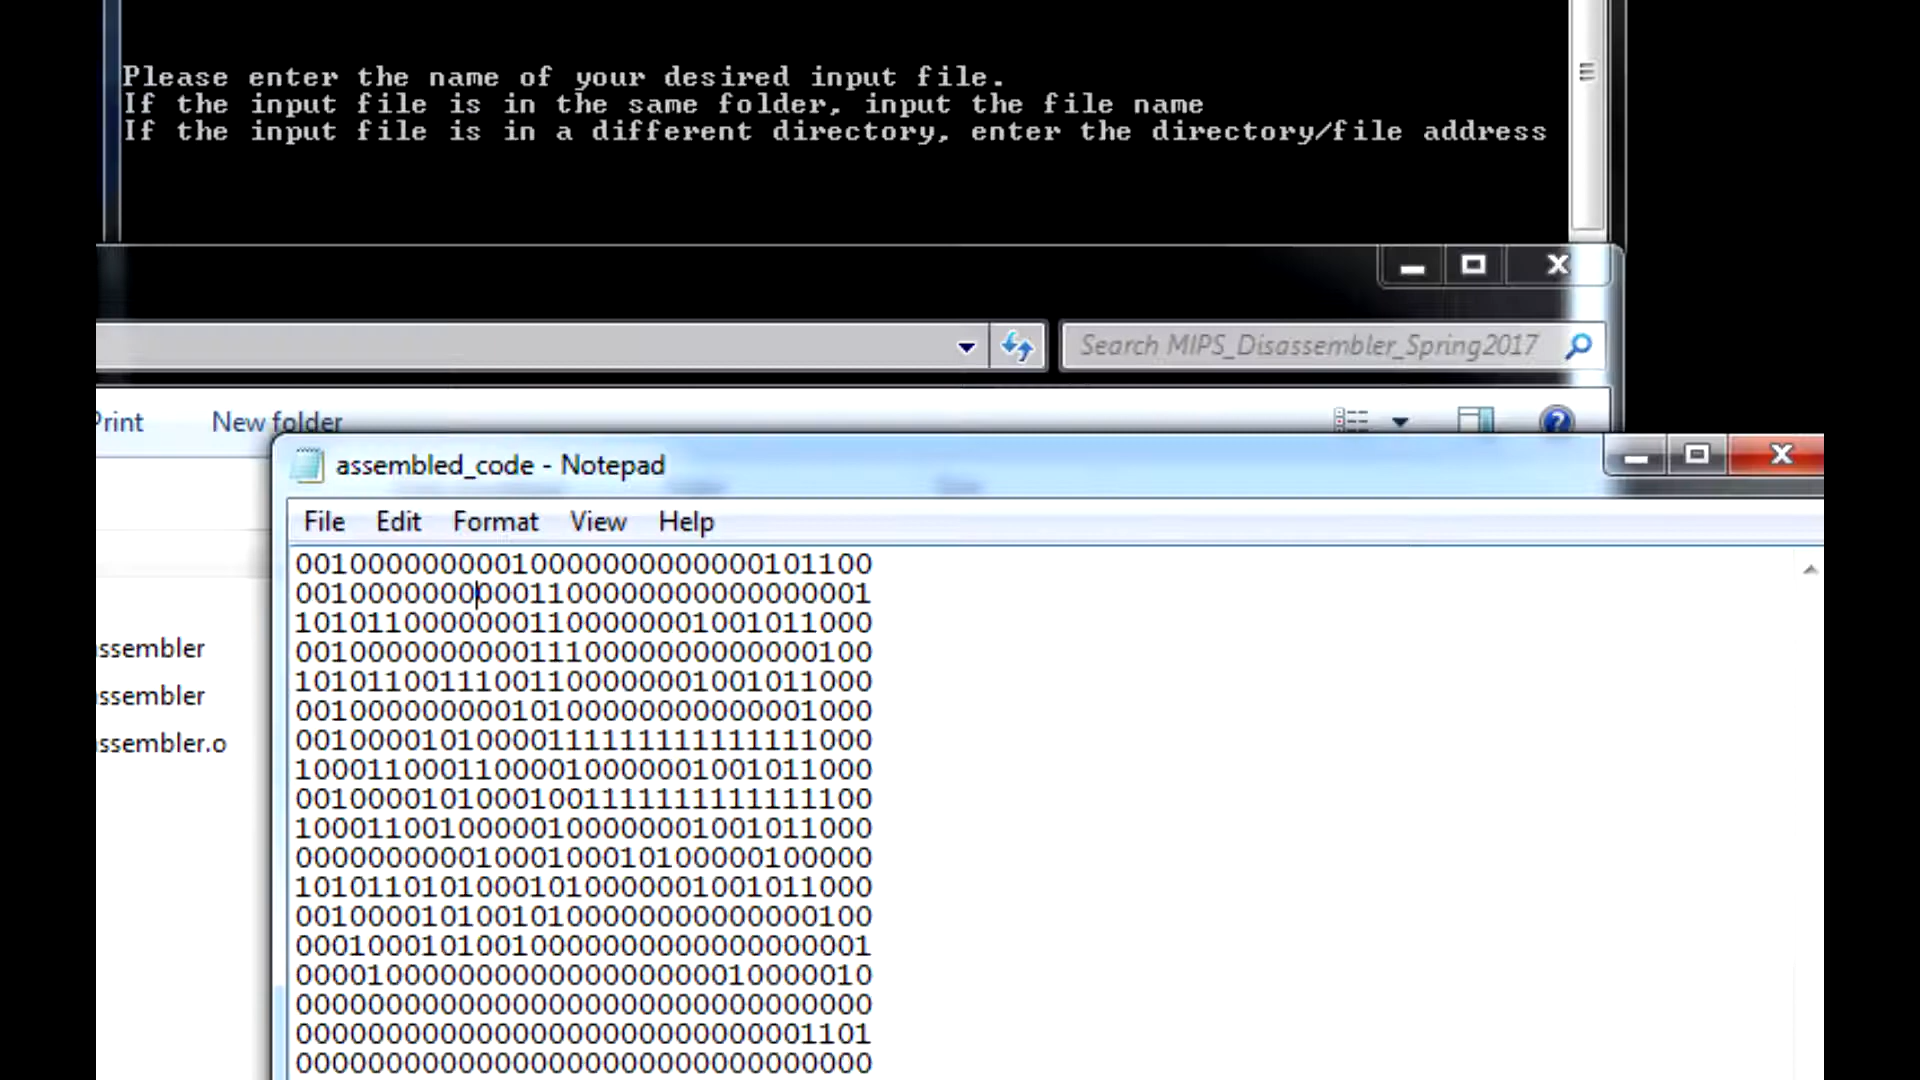 Please enter the name of your desired input file.
If the input file is in the same folder, input the file name
If the input file is in a different directory, enter the directory/file address
Search MIPS_Disassembler_Spring2017
Print New folder
assembled_code - Notepad
File Edit Format View Help
00100000000010000000000000101100
00100000000001100000000000000001
10101100000001100000001001011000
00100000000001110000000000000100
10101100111001100000001001011000
00100000000010100000000000001000
00100001010000111111111111111000
10001100011000010000001001011000
00100001010001001111111111111100
10001100100000100000001001011000
00000000001000100010100000100000
10101101010001010000001001011000
00100001010010100000000000000100
00010001010010000000000000000001
00001000000000000000000010000010
00000000000000000000000000000000
00000000000000000000000000001101
00000000000000000000000000000000
ssembler
ssembler
ssembler.o